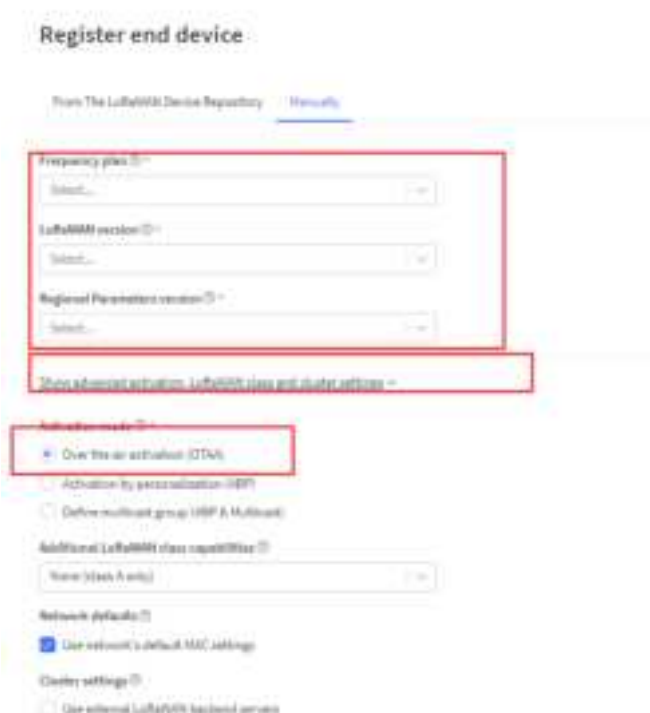 Register end device
From The LoRaWAN Device Repository Manually
Frequency plan
Select...
LoRaWAN version
Select...
Regional Parameters version
Select...
Show advanced activation, LoRaWAN class and cluster settings
Activation mode
Over the air activation (OTAA)
Activation by personalization (ABP)
Define multicast group (ABP & Multicast)
Additional LoRaWAN class capabilities
None (class A only)
Network defaults
Use network's default MAC settings
Cluster settings
Use external LoRaWAN backend servers